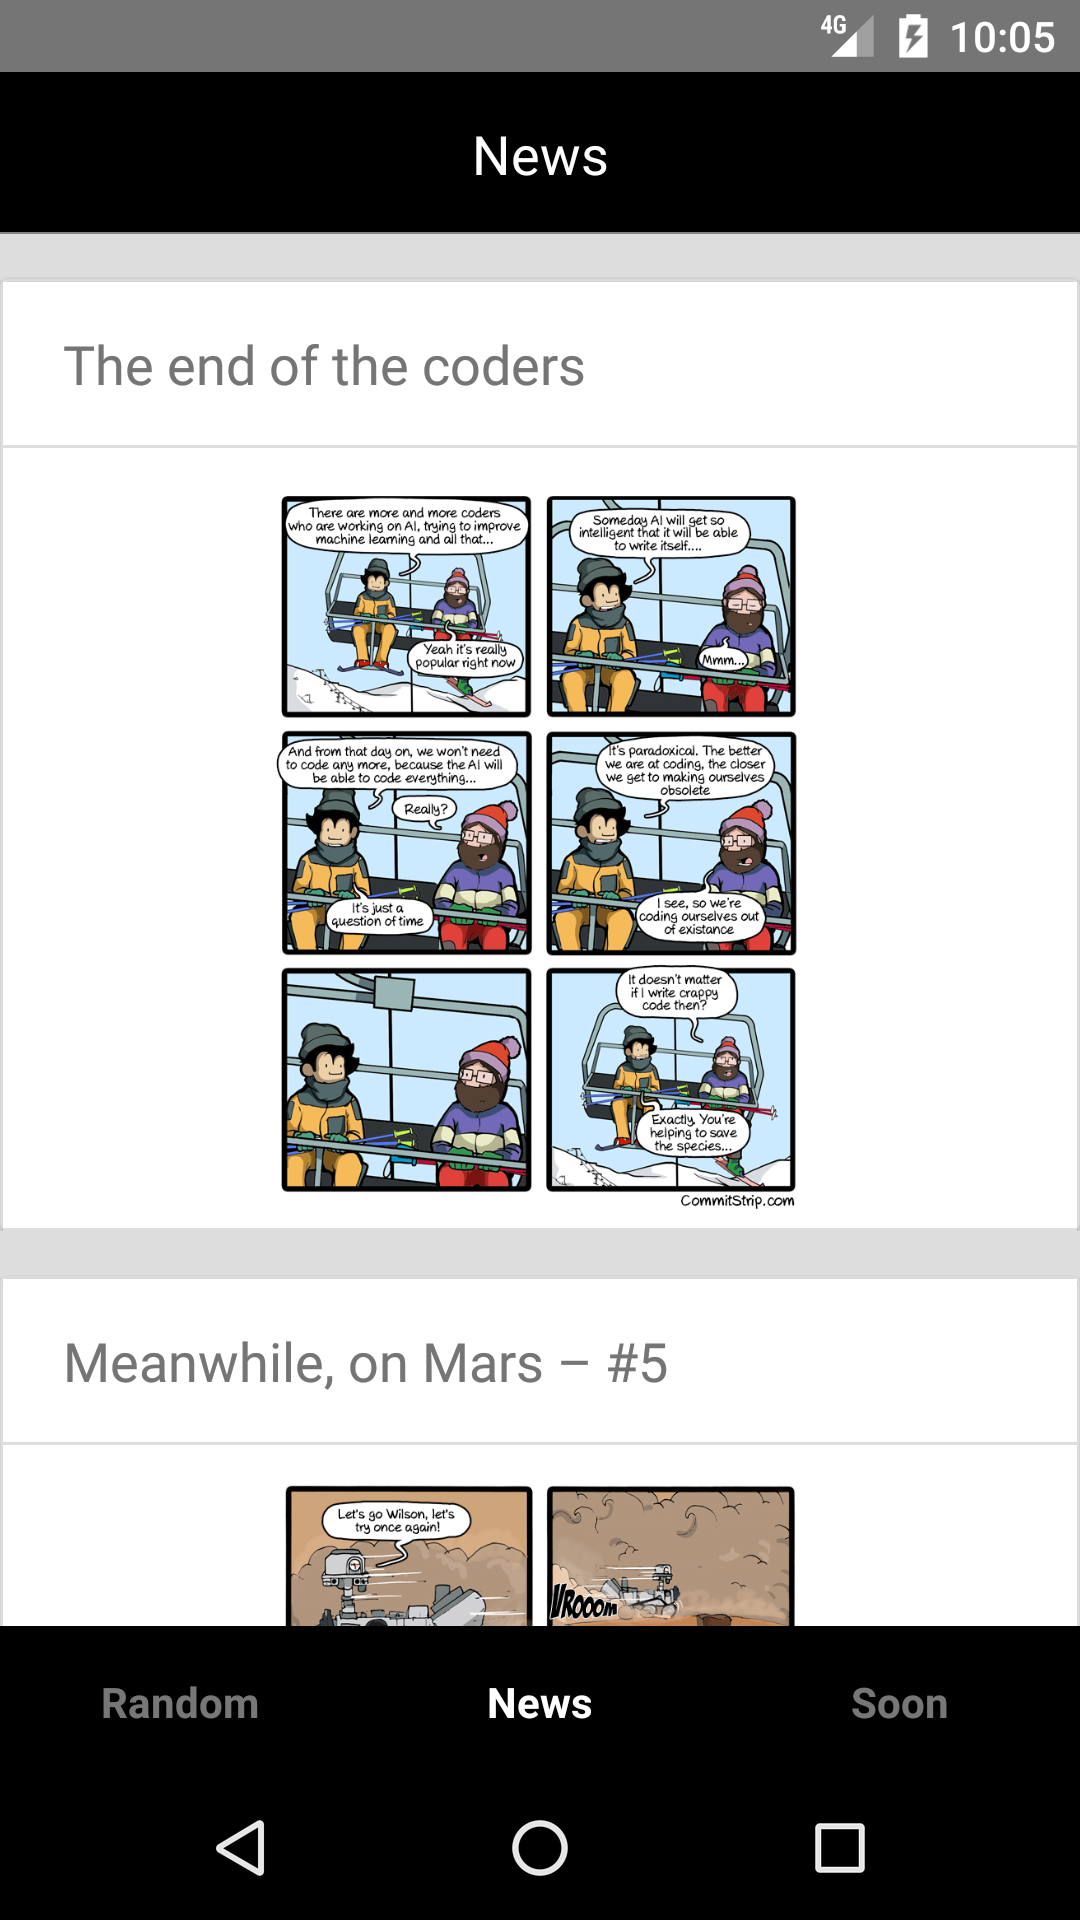 4G 10:05
News
The end of the coders
There are more and more coders
who are working on AI, trying to improve
machine learning and all that...
Yeah it's really
popular right now
Someday AI will get so
intelligent that it will be able
to write itself....
Mmm...
And from that day on, we won't need
to code any more, because the AI will
be able to code everything...
Really?
It's just a
question of time
It's paradoxical. The better
we are at coding, the closer
we get to making ourselves
obsolete
I see, so we're
coding ourselves out
of existance
It doesn't matter
if I write crappy
code then?
Exactly. You're
helping to save
the species...
CommitStrip.com
Meanwhile, on Mars – #5
Let's go Wilson, let's
try once again!
VROOOM
Random News Soon